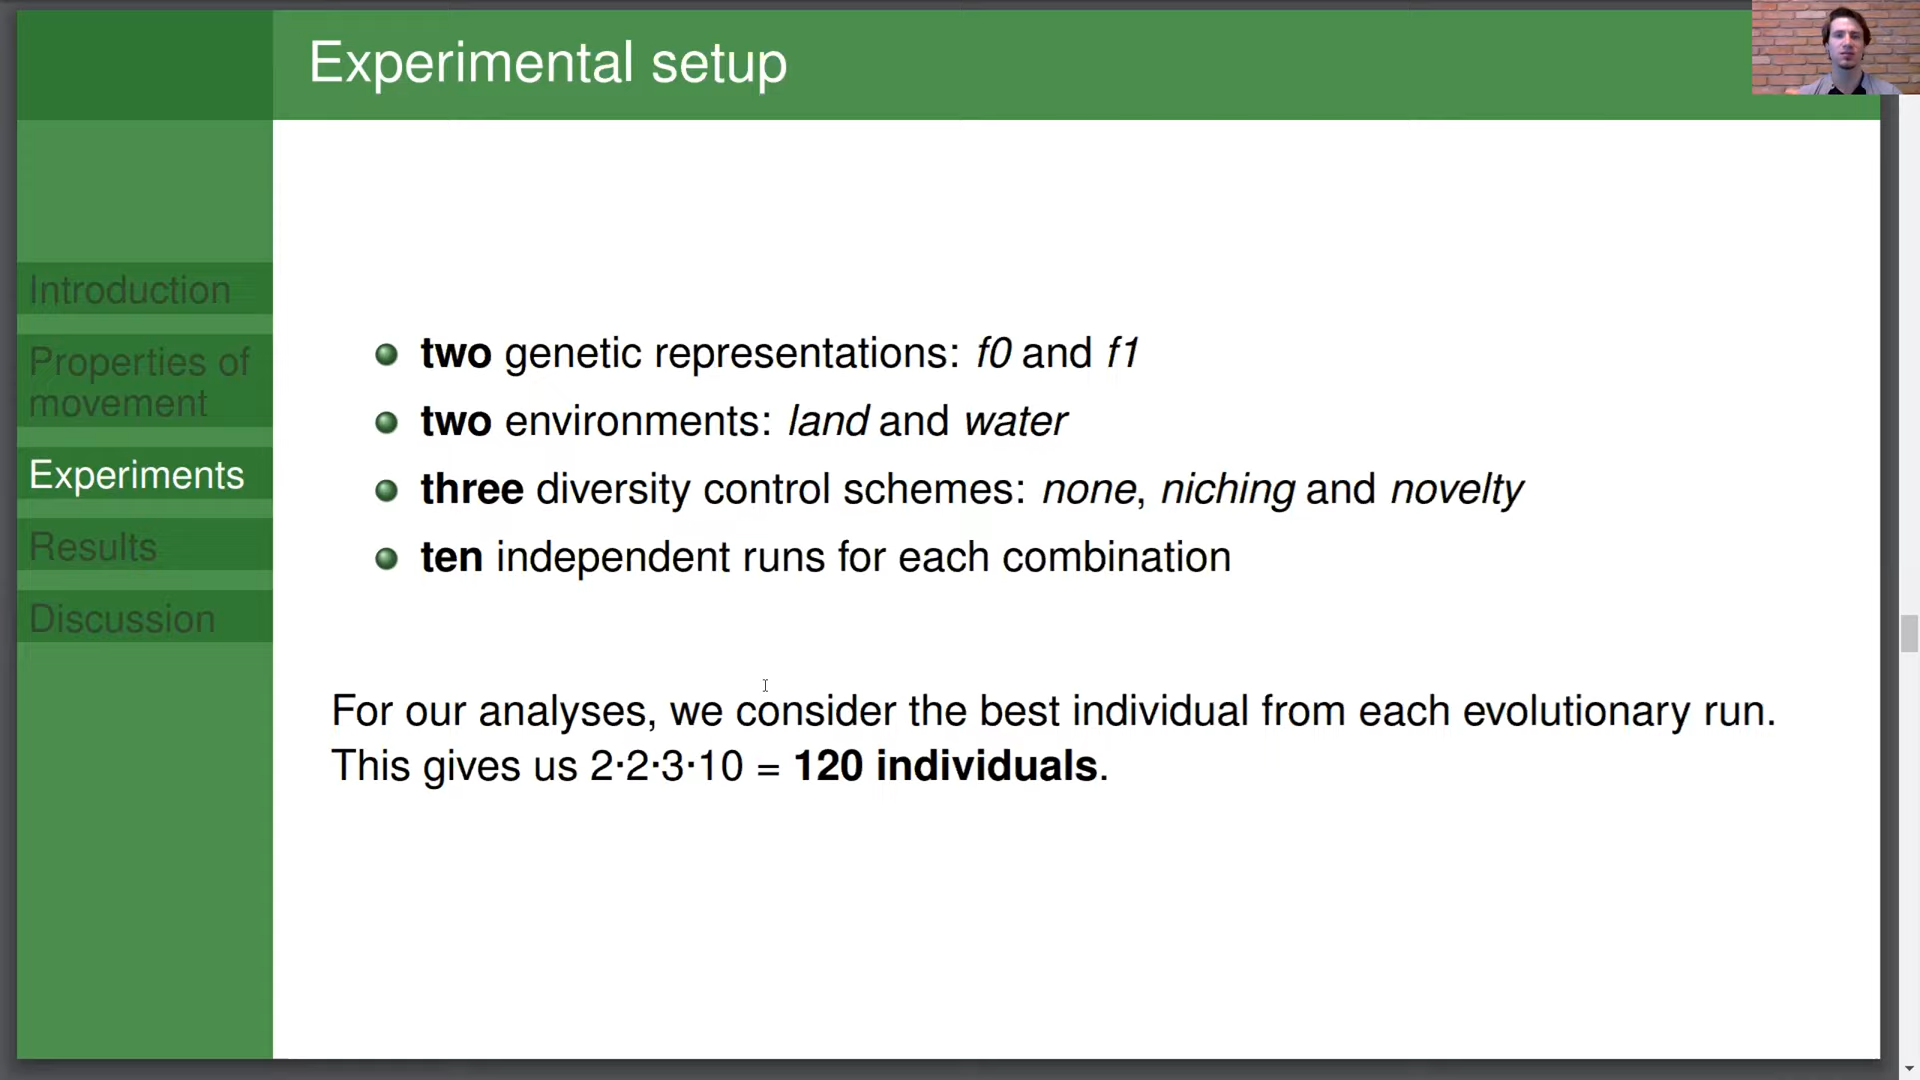 Experimental setup
Introduction
Properties of
movement
Experiments
Results
Discussion
two genetic representations: f0 and f1
two environments: land and water
three diversity control schemes: none, niching and novelty
ten independent runs for each combination
For our analyses, we consider the best individual from each evolutionary run.
This gives us 2·2·3·10 = 120 individuals.